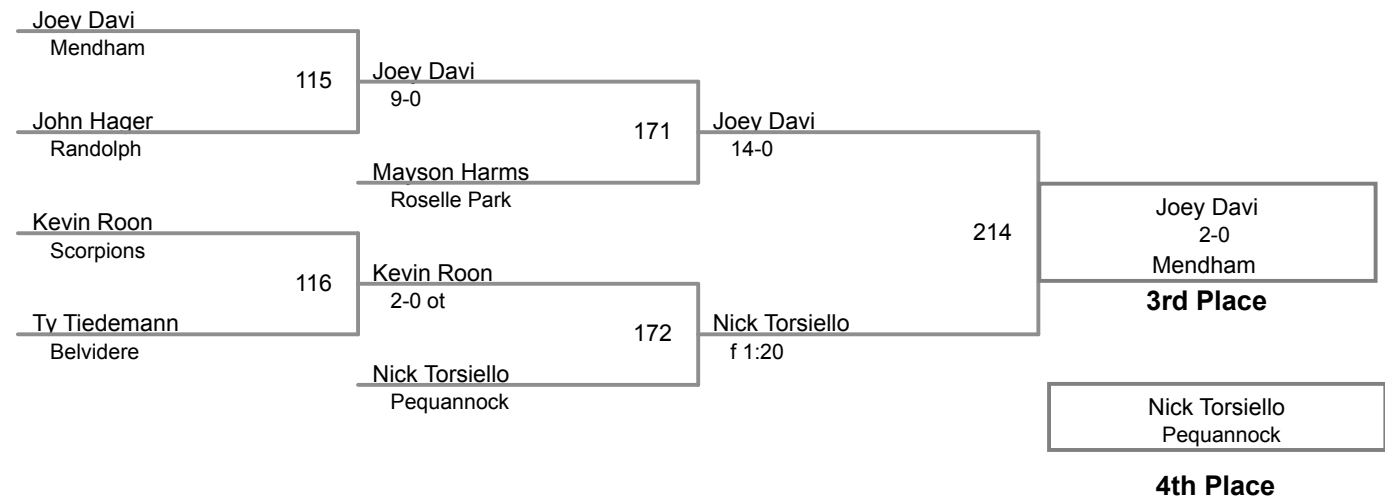 Joey Davi
Mendham
115
John Hager
Randolph
Kevin Roon
Scorpions
116
Ty Tiedemann
Belvidere
Joey Davi
9-0
171
Mayson Harms
Roselle Park
Kevin Roon
2-0 ot
172
Nick Torsiello
Pequannock
Joey Davi
14-0
214
Nick Torsiello
f 1:20
Joey Davi
2-0
Mendham
3rd Place
Nick Torsiello
Pequannock
4th Place